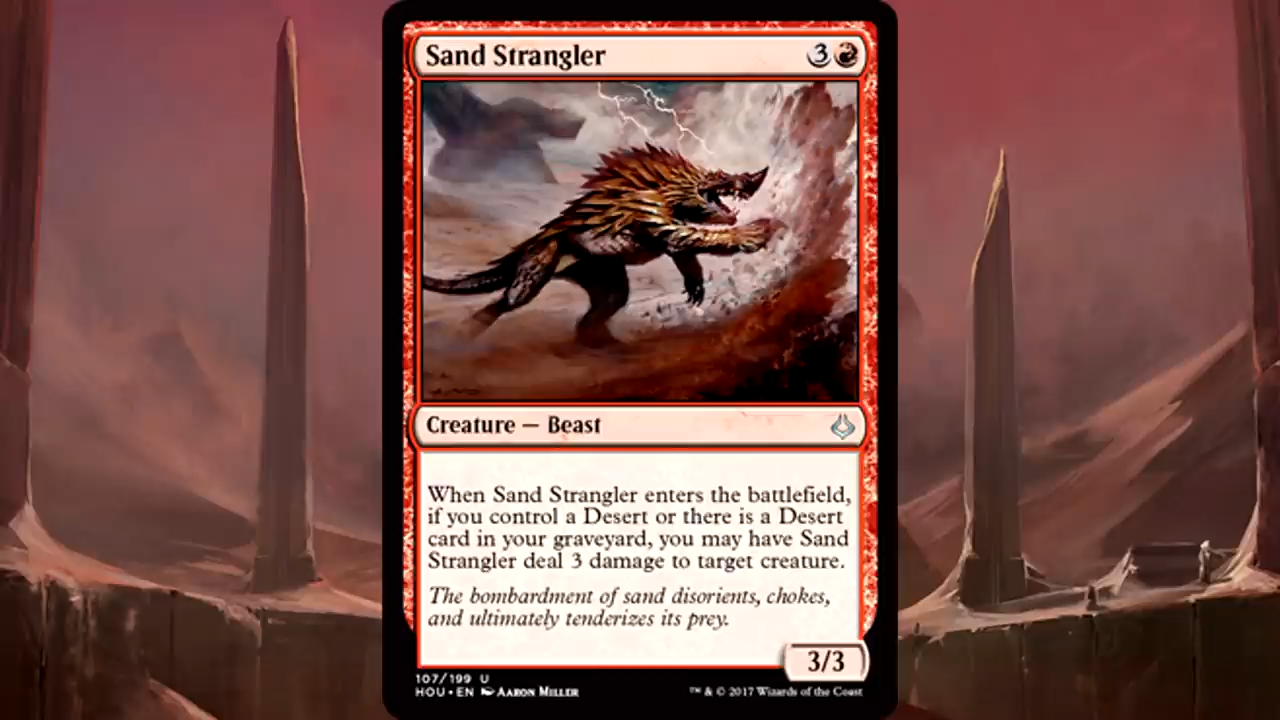 Sand Strangler 3
Creature — Beast
When Sand Strangler enters the battlefield,
if you control a Desert or there is a Desert
card in your graveyard, you may have Sand
Strangler deal 3 damage to target creature.
The bombardment of sand disorients, chokes,
and ultimately tenderizes its prey.
3/3
107/199 U
HOU • EN Aaron Miller
™ & © 2017 Wizards of the Coast